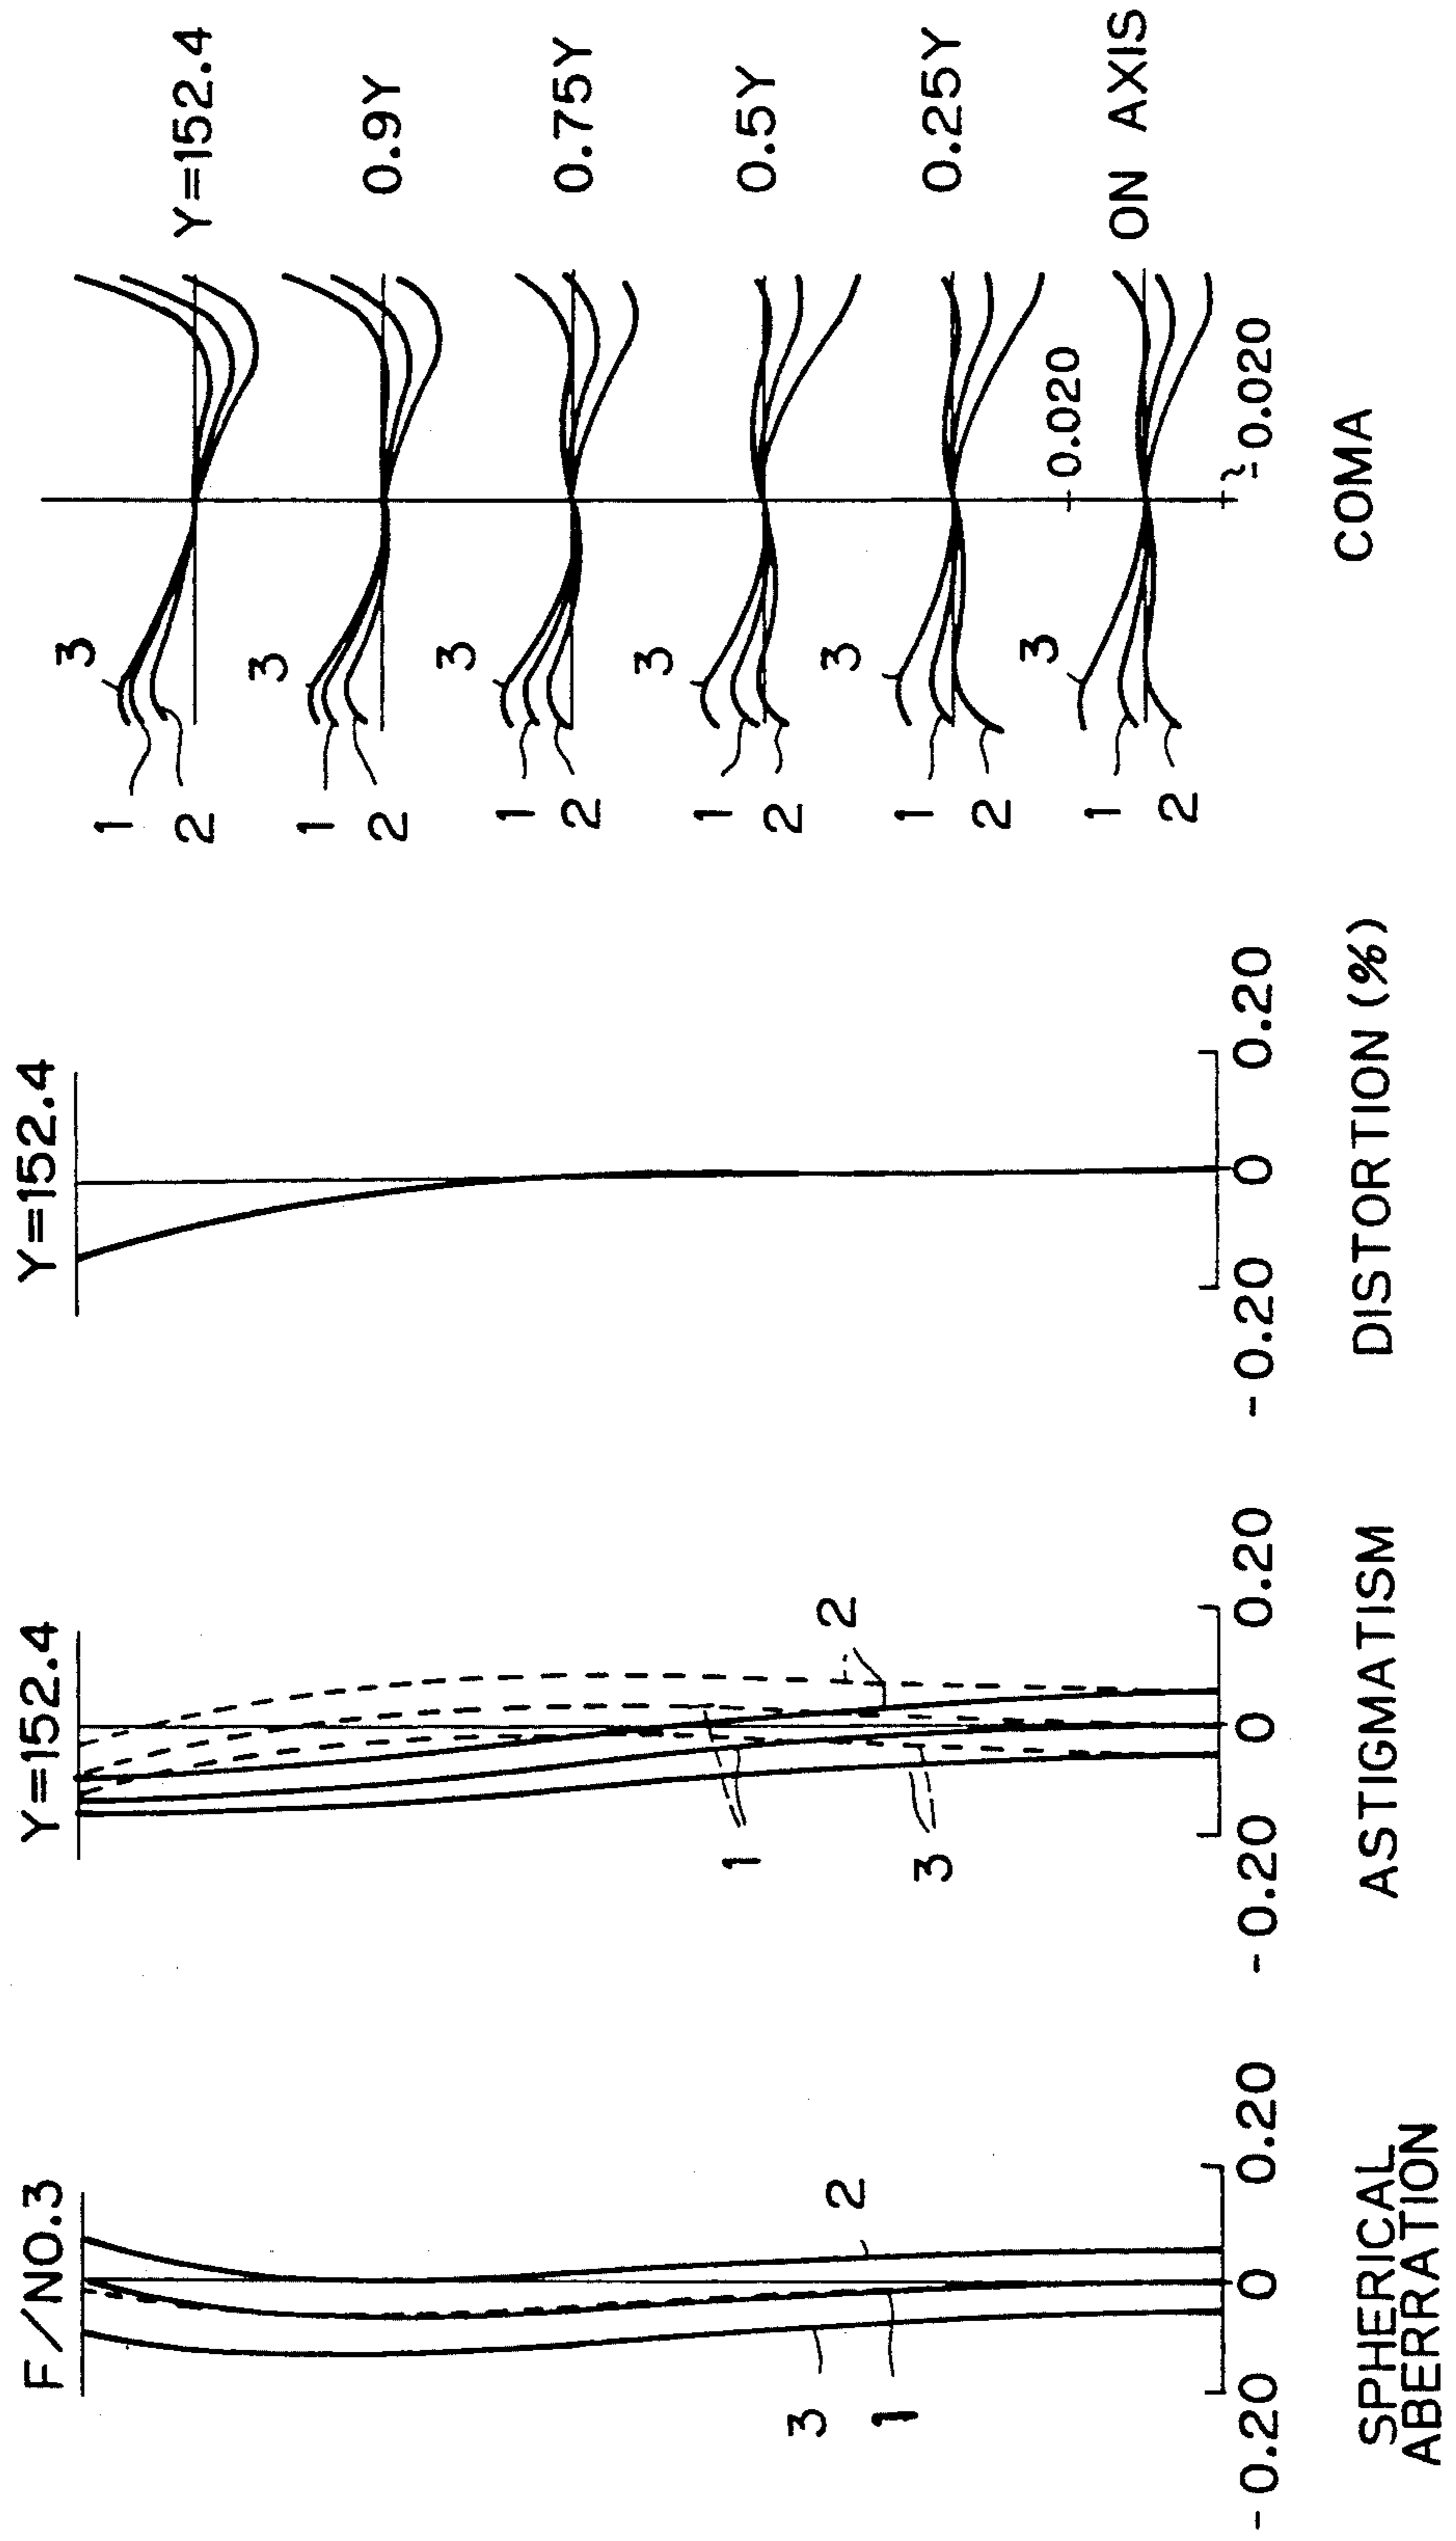 F/NO.3
2
3
1
-0.20 0 0.20
SPHERICAL
ABERRATION
Y=152.4
2
1
3
-0.20 0 0.20
ASTIGMATISM
Y=152.4
-0.20 0 0.20
DISTORTION (%)
3
1
2
Y=152.4
3
1
2
0.9Y
3
1
2
0.75Y
3
1
2
0.5Y
3
1
2
0.25Y
0.020
3
1
2
ON AXIS
-0.020
COMA